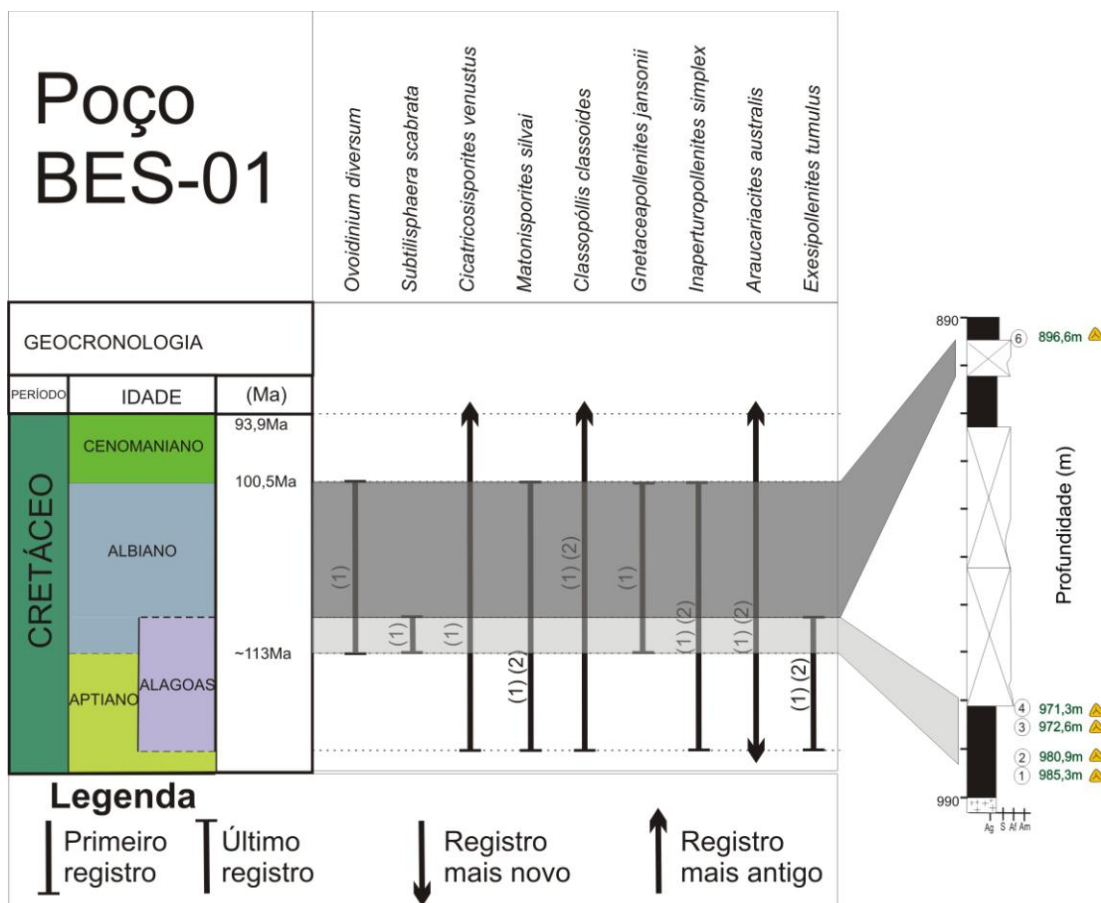 Poço
BES-01
Ovoidinium diversum
Subtilisphaera scabrata
Cicatricosisporites venustus
Matonisporites silvai
Classopóllis classoides
Gnetaceapollenites jansonii
Inaperturopollenites simplex
Araucariacites australis
Exesipollenites tumulus
GEOCRONOLOGIA
PERÍODO
IDADE
(Ma)
CRETÁCEO
CENOMANIANO
ALBIANO
APTIANO
ALAGOAS
93,9Ma
100,5Ma
~113Ma
(1)
(1)
(1)
(1) (2)
(1) (2)
(1)
(1) (2)
(1) (2)
(1) (2)
890
6 896,6m
4 971,3m
3 972,6m
2 980,9m
1 985,3m
990
Ag S Af Am
Profundidade (m)
Legenda
Primeiro
registro
Último
registro
Registro
mais novo
Registro
mais antigo